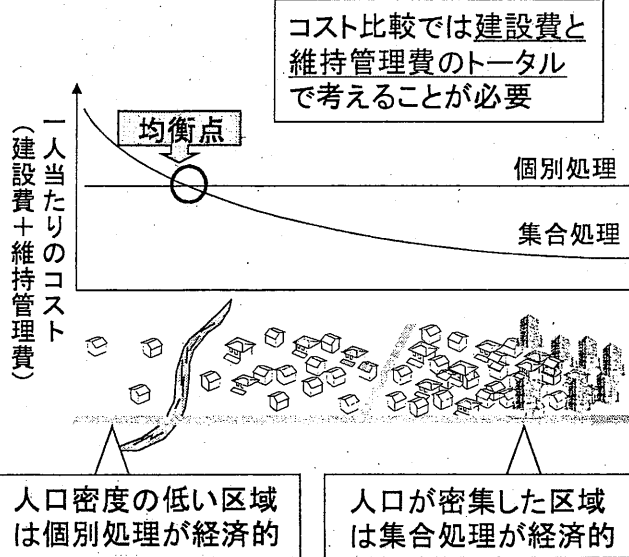 コスト比較では建設費と
維持管理費のトータル
で考えることが必要
一人当たりのコスト
（建設費＋維持管理費）
均衡点
個別処理
集合処理
人口密度の低い区域
は個別処理が経済的
人口が密集した区域
は集合処理が経済的